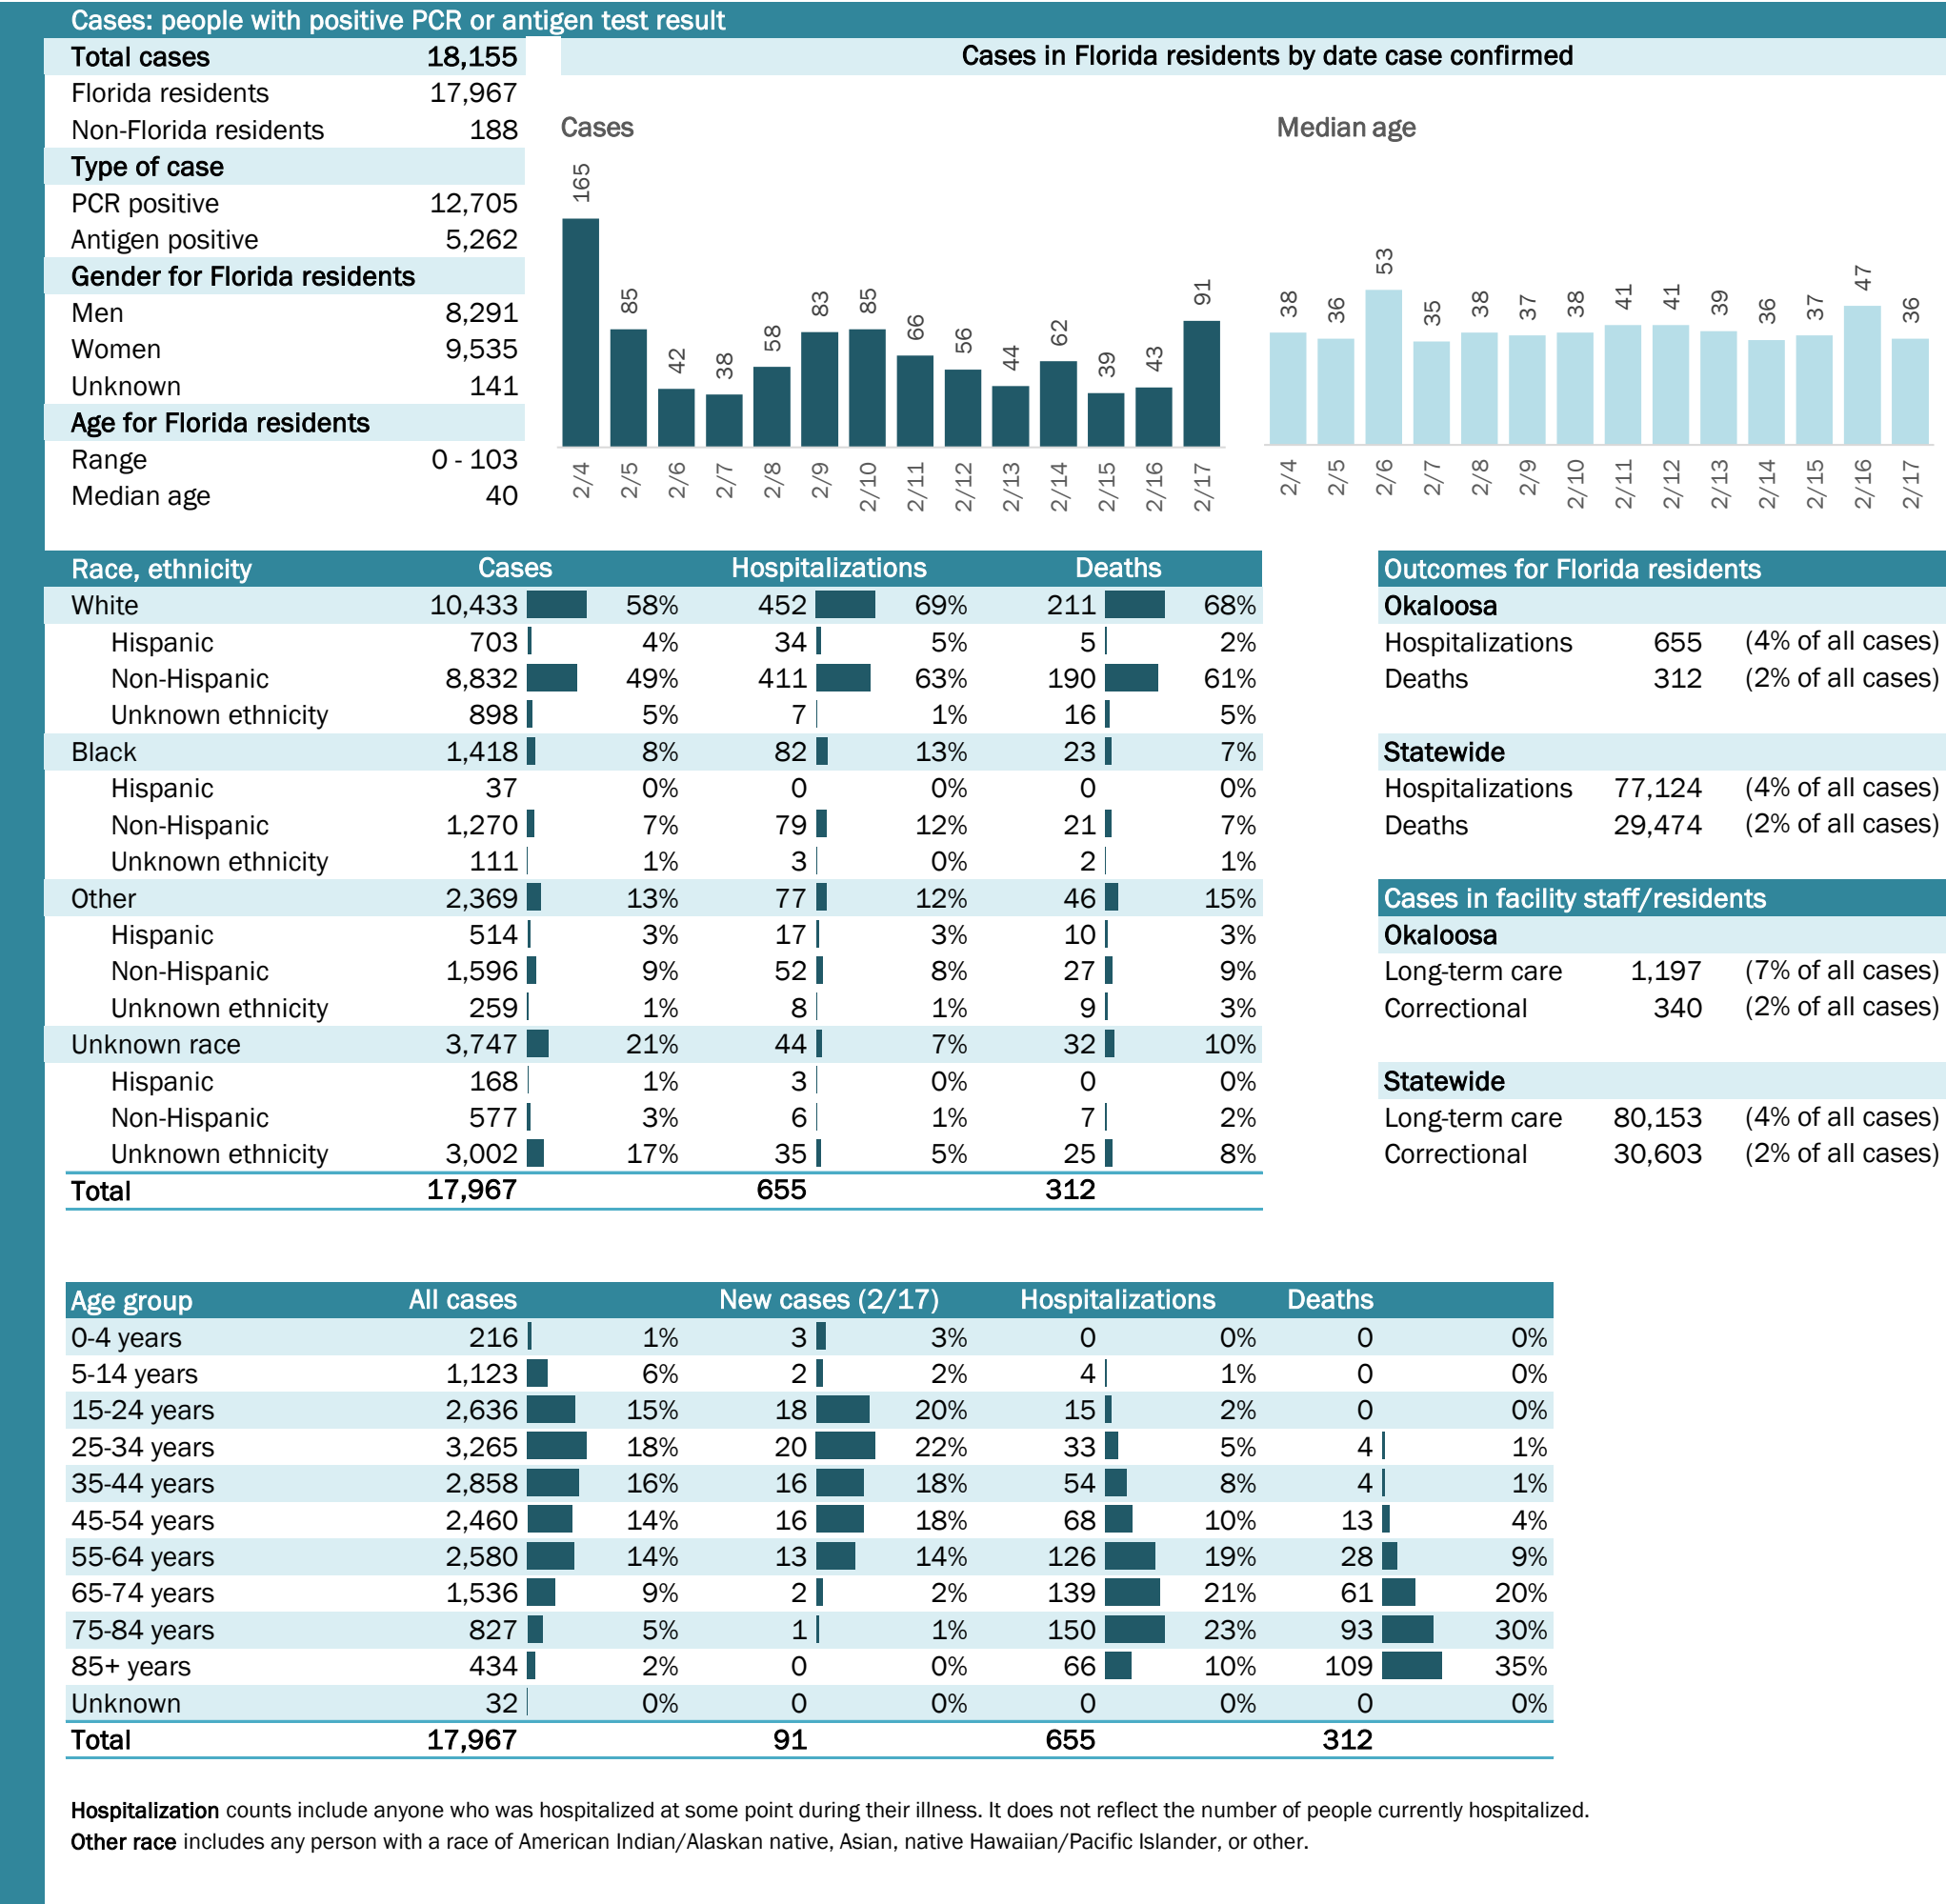 Cases: people with positive PCR or antigen test result
Total cases 18,155
Florida residents 17,967
Non-Florida residents 188
Type of case
PCR positive 12,705
Antigen positive 5,262
Gender for Florida residents
Men 8,291
Women 9,535
Unknown 141
Age for Florida residents
Range 0 - 103
Median age 40
Cases in Florida residents by date case confirmed
Cases
165 85 42 38 58 83 85 66 56 44 62 39 43 91
2/4 2/5 2/6 2/7 2/8 2/9 2/10 2/11 2/12 2/13 2/14 2/15 2/16 2/17
Median age
38 36 53 35 38 37 38 41 41 39 36 37 47 36
2/4 2/5 2/6 2/7 2/8 2/9 2/10 2/11 2/12 2/13 2/14 2/15 2/16 2/17
Race, ethnicity Cases Hospitalizations Deaths
White 10,433 58% 452 69% 211 68%
Hispanic 703 4% 34 5% 5 2%
Non-Hispanic 8,832 49% 411 63% 190 61%
Unknown ethnicity 898 5% 7 1% 16 5%
Black 1,418 8% 82 13% 23 7%
Hispanic 37 0% 0 0% 0 0%
Non-Hispanic 1,270 7% 79 12% 21 7%
Unknown ethnicity 111 1% 3 0% 2 1%
Other 2,369 13% 77 12% 46 15%
Hispanic 514 3% 17 3% 10 3%
Non-Hispanic 1,596 9% 52 8% 27 9%
Unknown ethnicity 259 1% 8 1% 9 3%
Unknown race 3,747 21% 44 7% 32 10%
Hispanic 168 1% 3 0% 0 0%
Non-Hispanic 577 3% 6 1% 7 2%
Unknown ethnicity 3,002 17% 35 5% 25 8%
Total 17,967 655 312
Outcomes for Florida residents
Okaloosa
Hospitalizations 655 (4% of all cases)
Deaths 312 (2% of all cases)
Statewide
Hospitalizations 77,124 (4% of all cases)
Deaths 29,474 (2% of all cases)
Cases in facility staff/residents
Okaloosa
Long-term care 1,197 (7% of all cases)
Correctional 340 (2% of all cases)
Statewide
Long-term care 80,153 (4% of all cases)
Correctional 30,603 (2% of all cases)
Age group All cases New cases (2/17) Hospitalizations Deaths
0-4 years 216 1% 3 3% 0 0% 0 0%
5-14 years 1,123 6% 2 2% 4 1% 0 0%
15-24 years 2,636 15% 18 20% 15 2% 0 0%
25-34 years 3,265 18% 20 22% 33 5% 4 1%
35-44 years 2,858 16% 16 18% 54 8% 4 1%
45-54 years 2,460 14% 16 18% 68 10% 13 4%
55-64 years 2,580 14% 13 14% 126 19% 28 9%
65-74 years 1,536 9% 2 2% 139 21% 61 20%
75-84 years 827 5% 1 1% 150 23% 93 30%
85+ years 434 2% 0 0% 66 10% 109 35%
Unknown 32 0% 0 0% 0 0% 0 0%
Total 17,967 91 655 312
Hospitalization counts include anyone who was hospitalized at some point during their illness. It does not reflect the number of people currently hospitalized.
Other race includes any person with a race of American Indian/Alaskan native, Asian, native Hawaiian/Pacific Islander, or other.